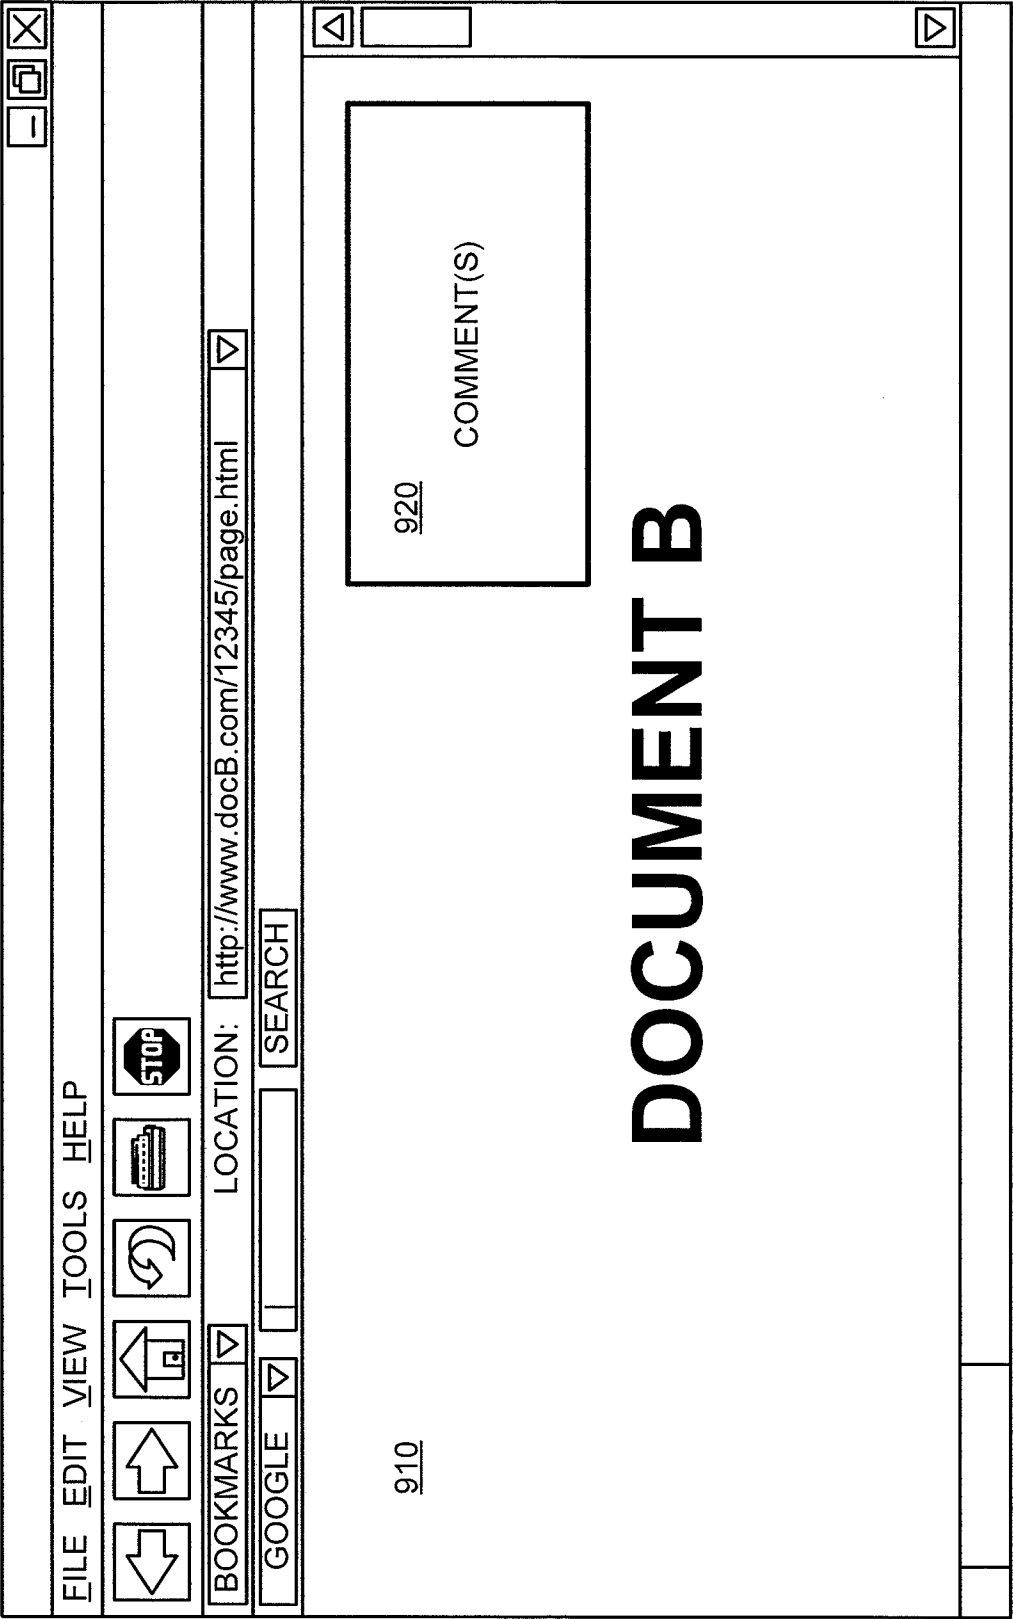 FILE EDIT VIEW TOOLS HELP
STOP
BOOKMARKS LOCATION: http://www.docB.com/12345/page.html
GOOGLE SEARCH
910
920
COMMENT(S)
DOCUMENT B